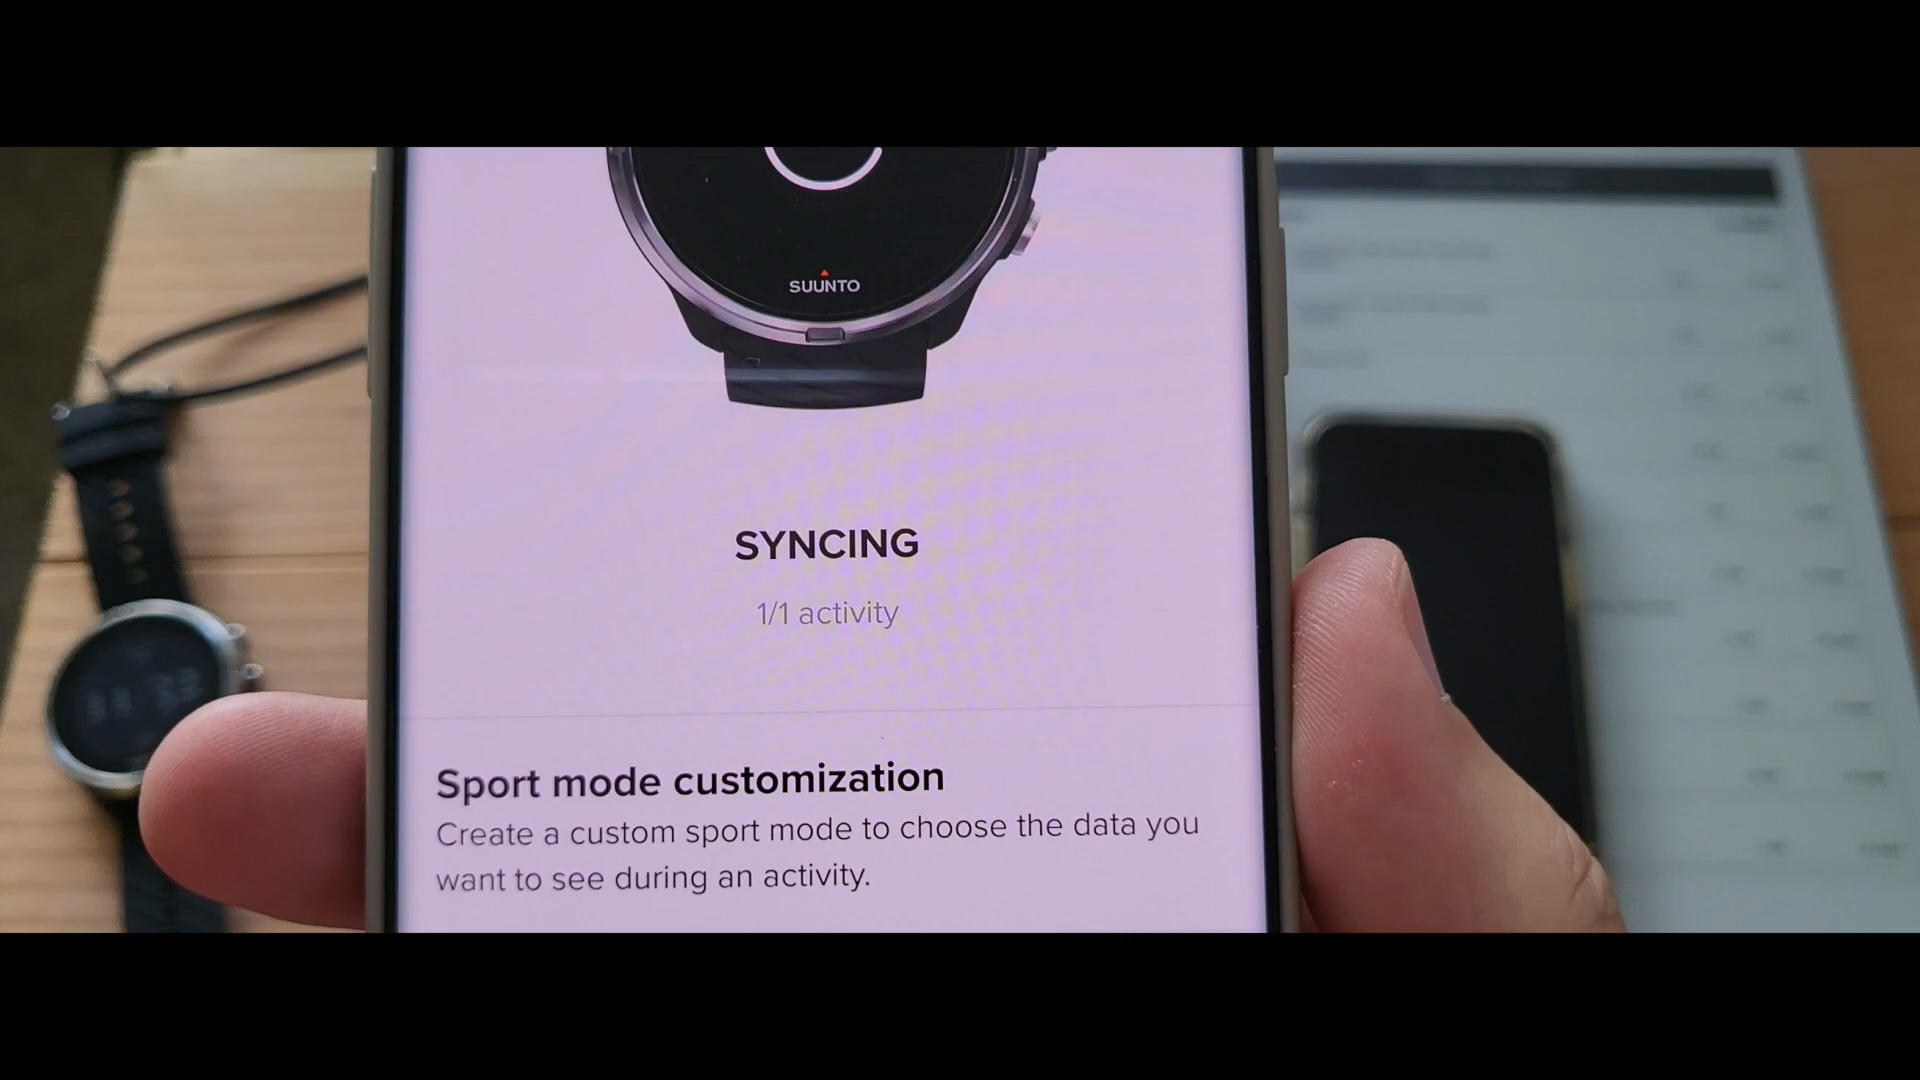 SUUNTO
SYNCING
1/1 activity
Sport mode customization
Create a custom sport mode to choose the data you
want to see during an activity.